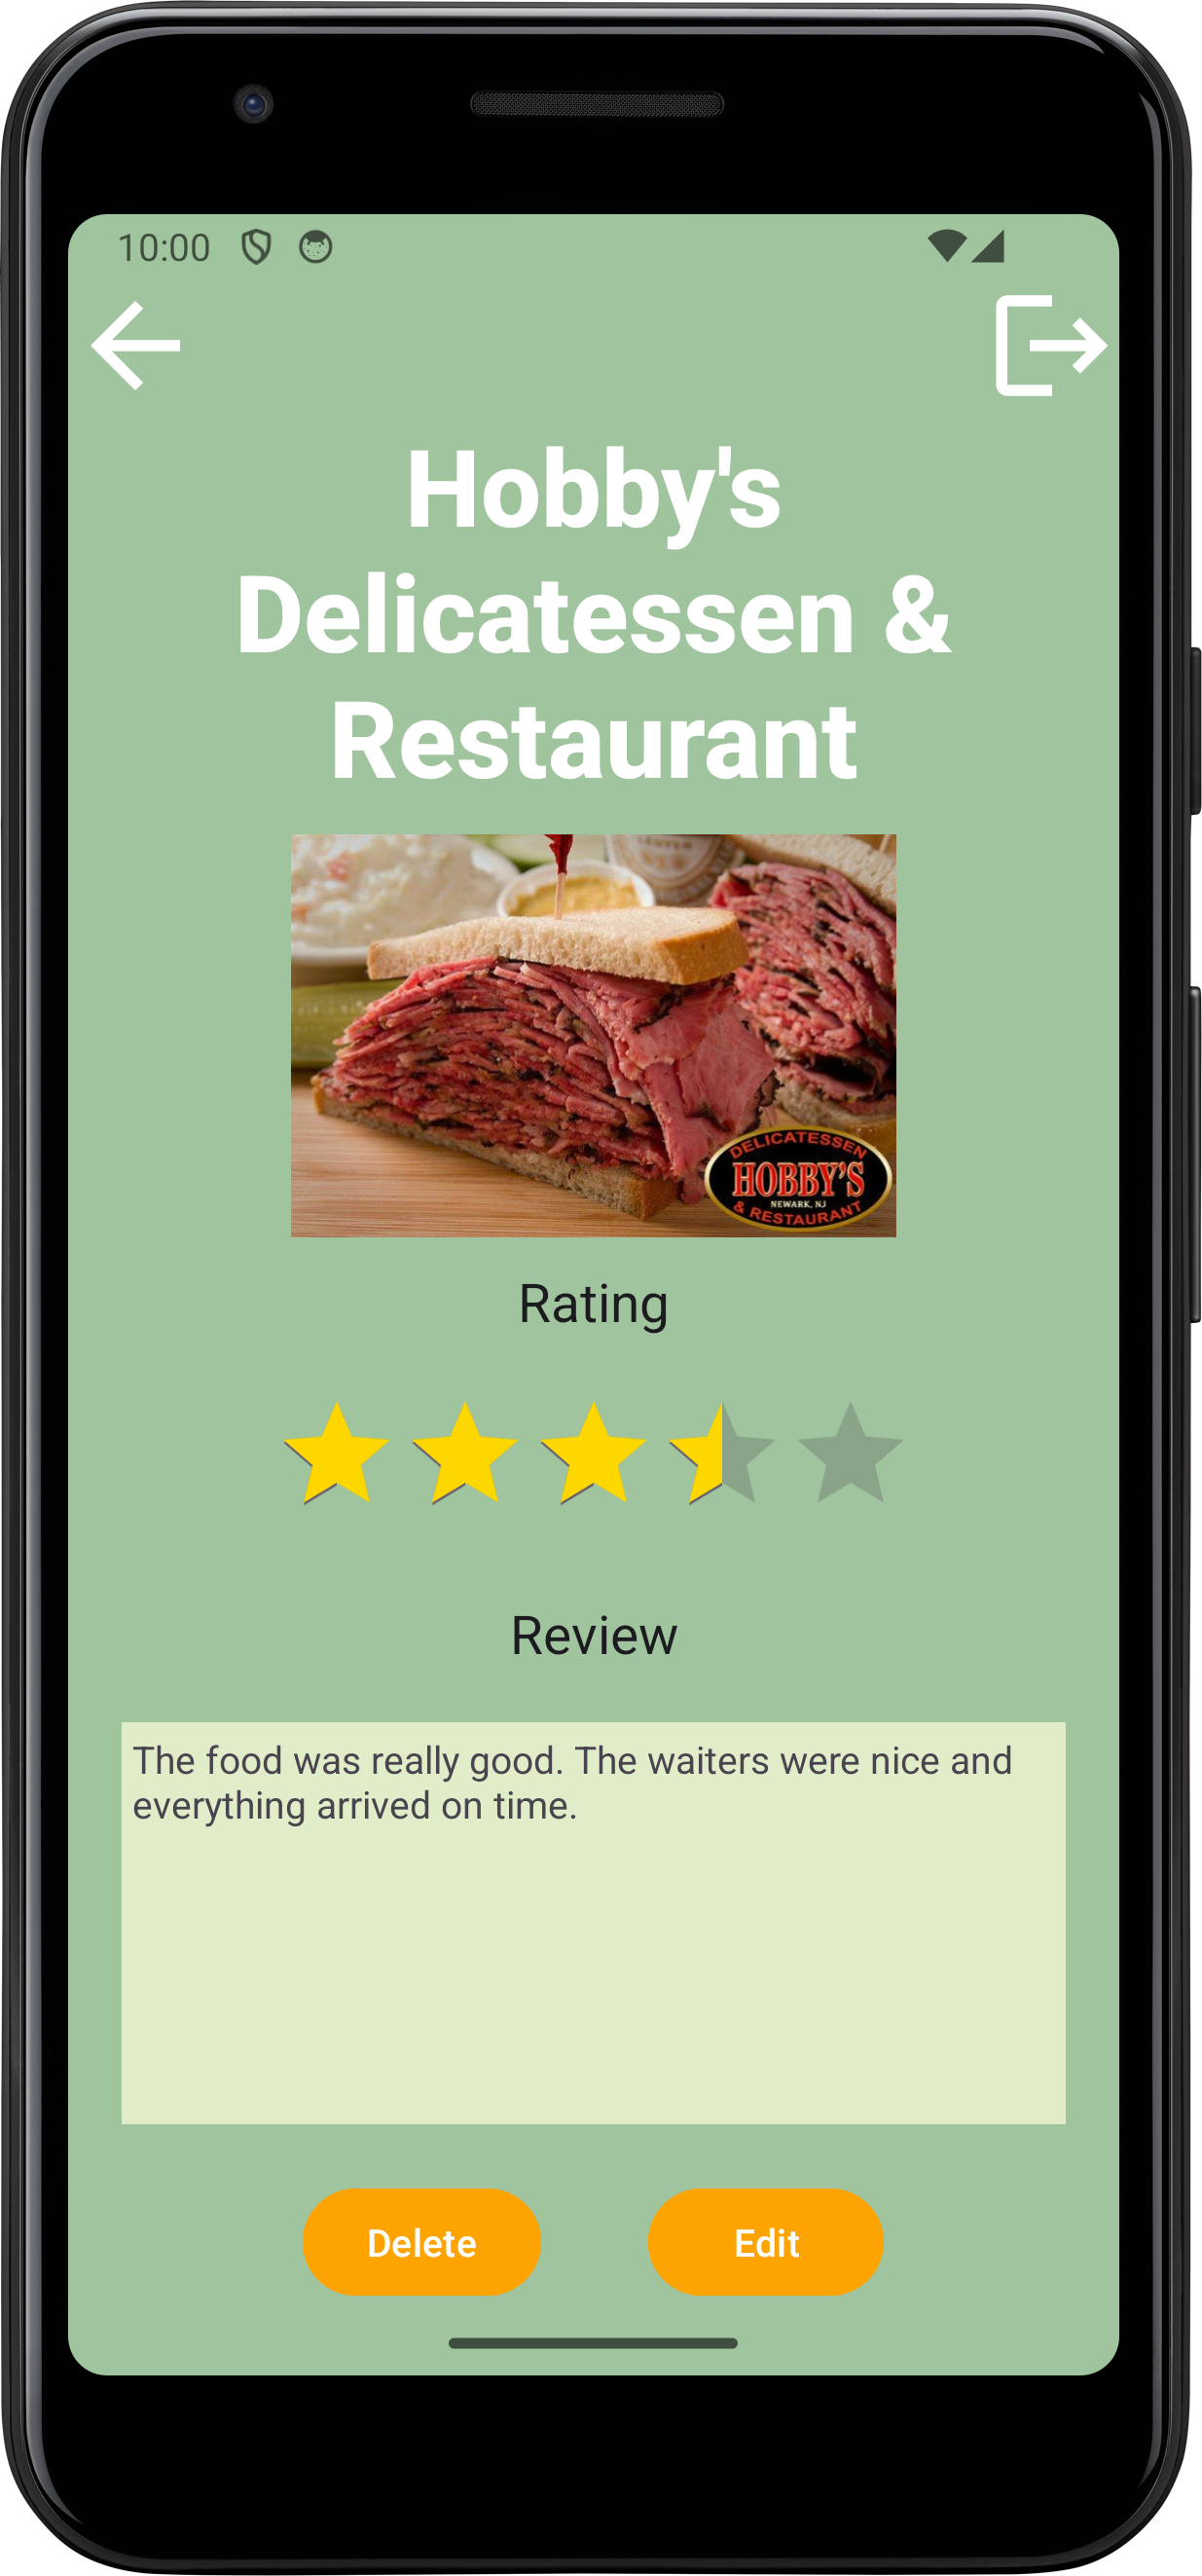 10:00
Hobby's
Delicatessen &
Restaurant
DELICATESSEN
HOBBY'S
NEWARK, NJ
& RESTAURANT
Rating
Review
The food was really good. The waiters were nice and
everything arrived on time.
Delete
Edit